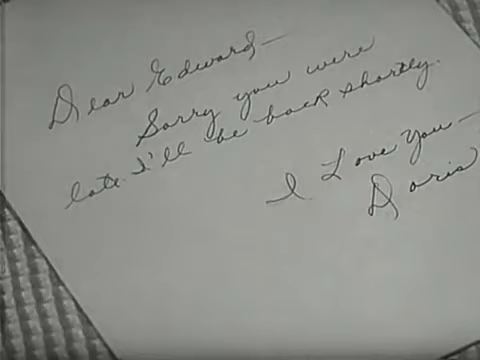 Dear Edward—
Sorry you were
late. I'll be back shortly.
I Love You—
Doris